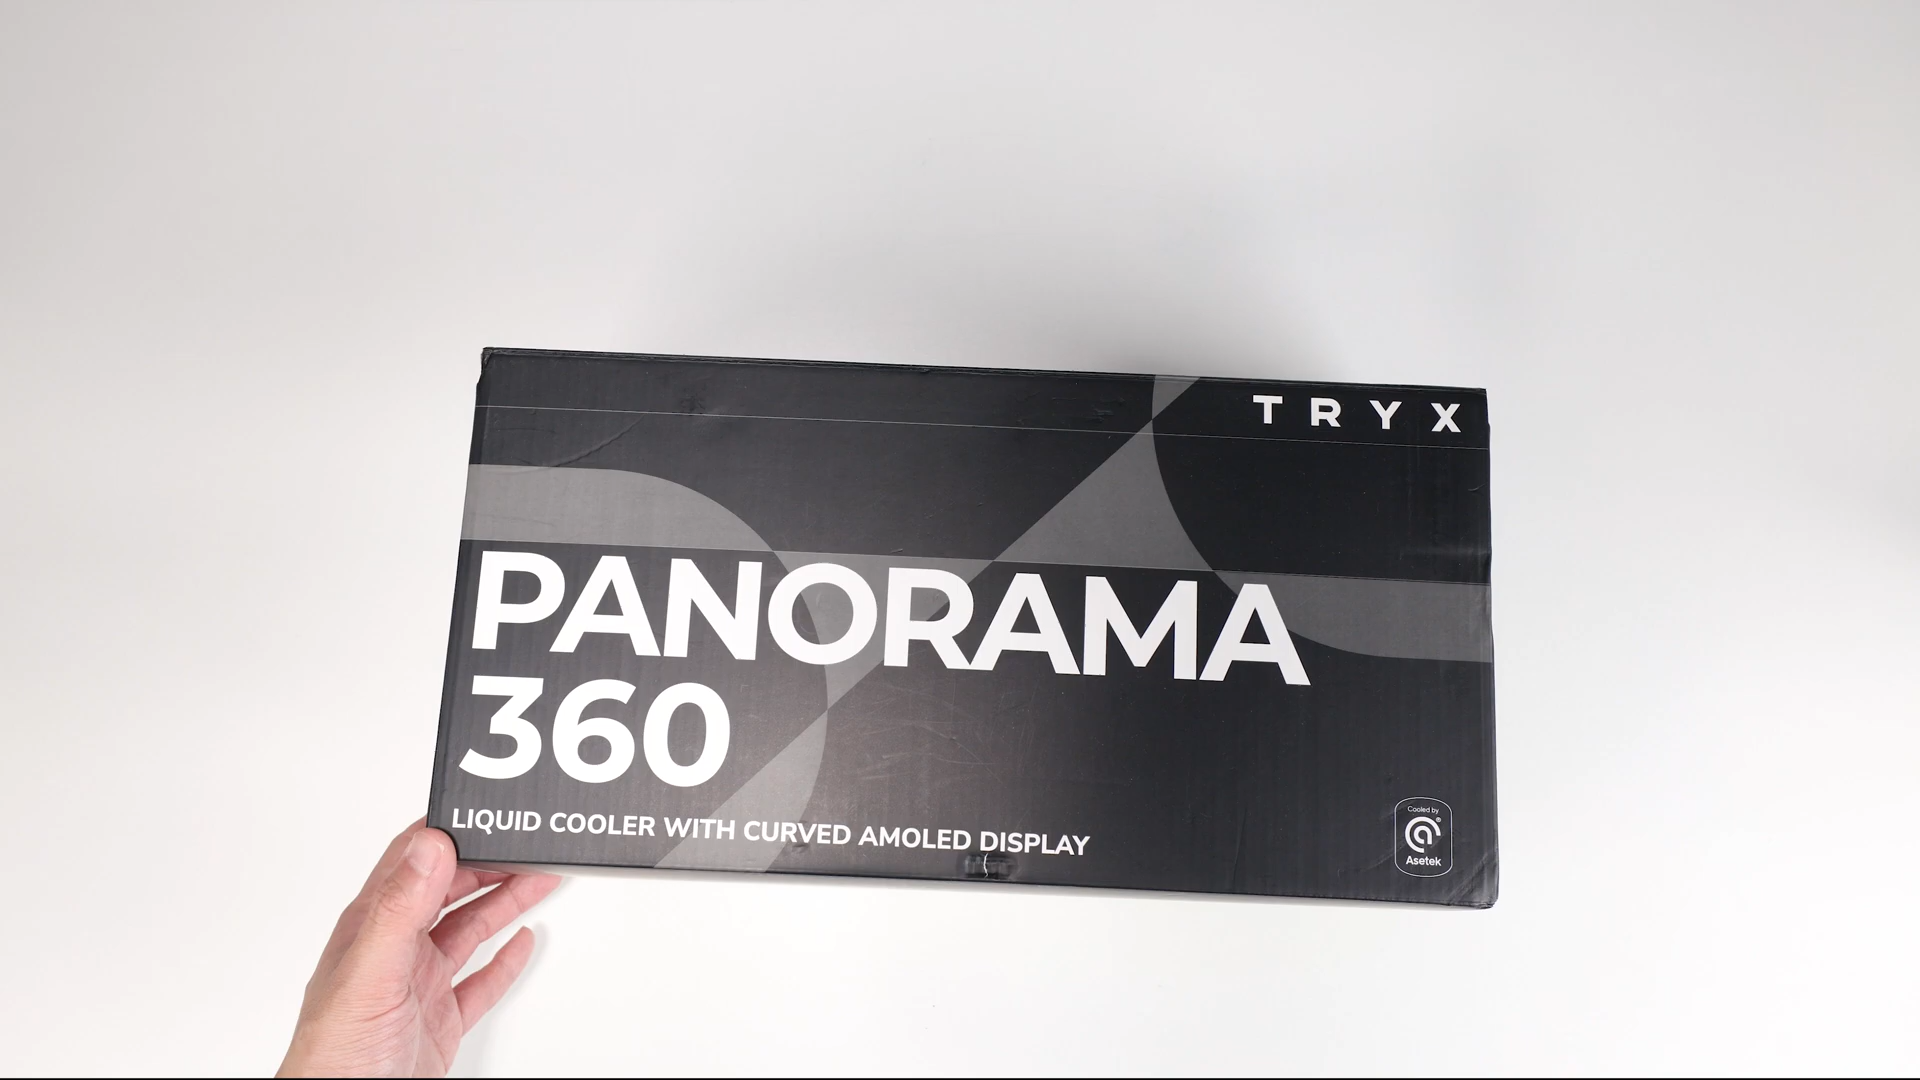 TRYX
PANORAMA
360
LIQUID COOLER WITH CURVED AMOLED DISPLAY
Cooled by
®
Asetek